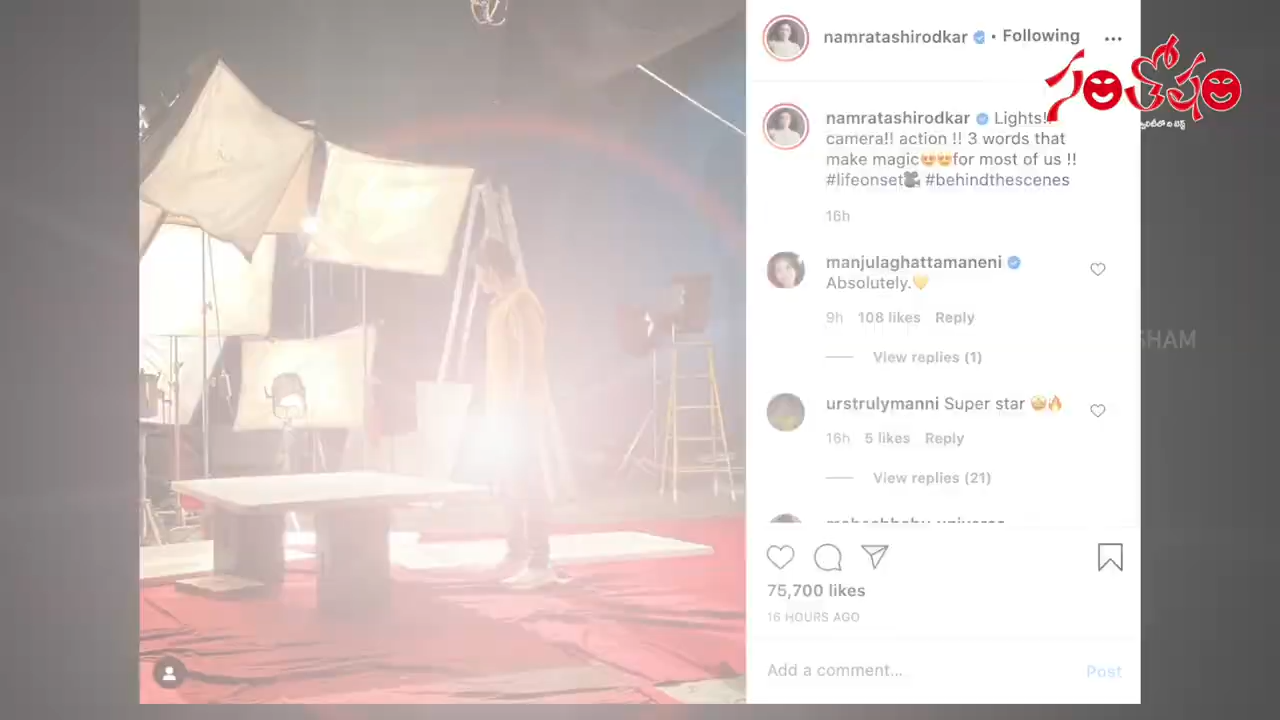 namratashirodkar • Following
namratashirodkar Lights!!
camera!! action !! 3 words that
make magic😍😍for most of us !!
#lifeonset🎥 #behindthescenes
16h
manjulaghattamaneni
Absolutely.💛
9h 108 likes Reply
View replies (1)
urstrulymanni Super star 🤩🔥
16h 5 likes Reply
View replies (21)
75,700 likes
16 HOURS AGO
Add a comment... Post
సంతోషం
SHAM